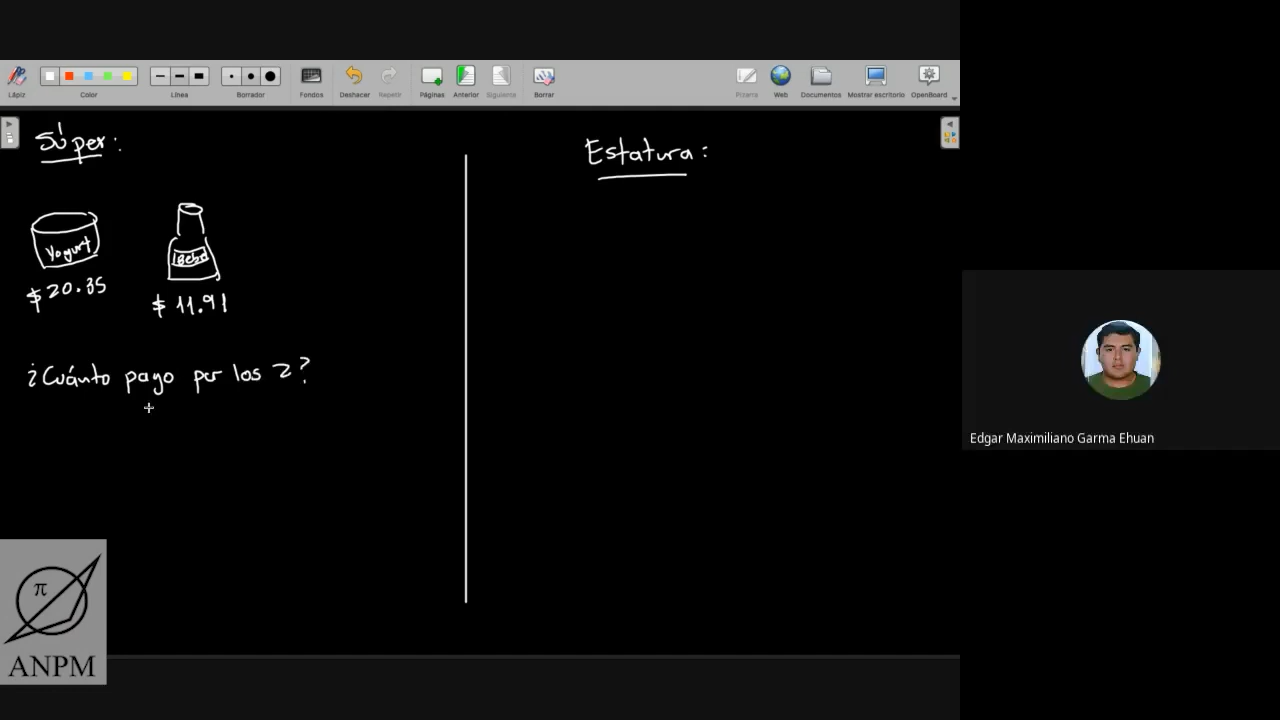 Lápiz
Color
Línea
Borrador
Fondos
Deshacer
Repetir
Páginas
Anterior
Siguiente
Borrar
Pizarra
Web
Documentos
Mostrar escritorio
OpenBoard
Súper:
Estatura:
Yogurt
$20.35
Bebe
$ 11.91
¿Cuánto pago por los 2?
Edgar Maximiliano Garma Ehuan
π
ANPM